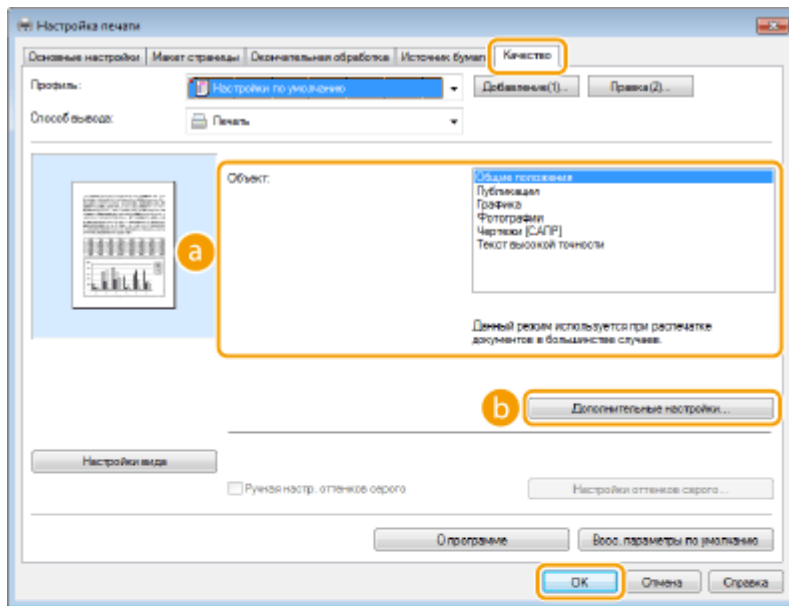 Настройка печати
Основные настройки Макет страницы Окончательная обработка Источник бумаг Качество
Профиль: Настройки по умолчанию Добавление(1)... Правка(2)...
Способ вывода: Печать
Объект:
Общие положения
Публикация
Графика
Фотографии
Чертежи [САПР]
Текст высокой точности
a
Данный режим используется при распечатке
документов в большинстве случаев.
b Дополнительные настройки...
Настройки вида
Ручная настр. оттенков серого Настройки оттенков серого...
О программе Восс. параметры по умолчанию
OK Отмена Справка